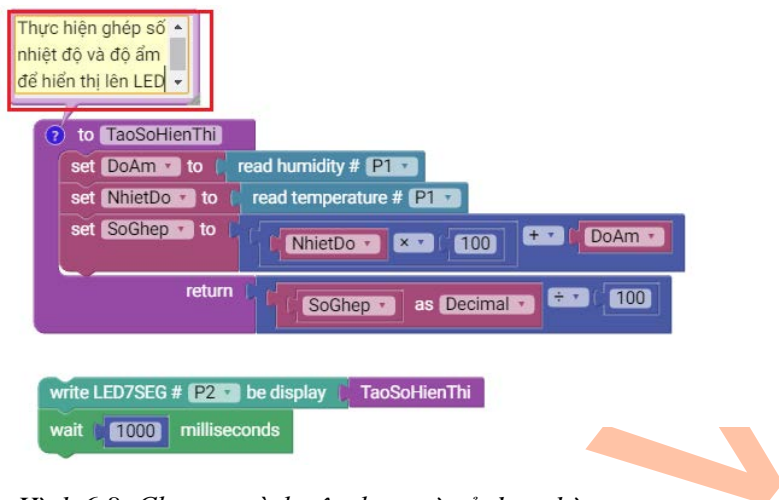 Thực hiện ghép số
nhiệt độ và độ ẩm
để hiển thị lên LED
? to TaoSoHienThi
set DoAm to read humidity # P1
set NhietDo to read temperature # P1
set SoGhep to NhietDo × 100 + DoAm
return SoGhep as Decimal ÷ 100
write LED7SEG # P2 be display TaoSoHienThi
wait 1000 milliseconds